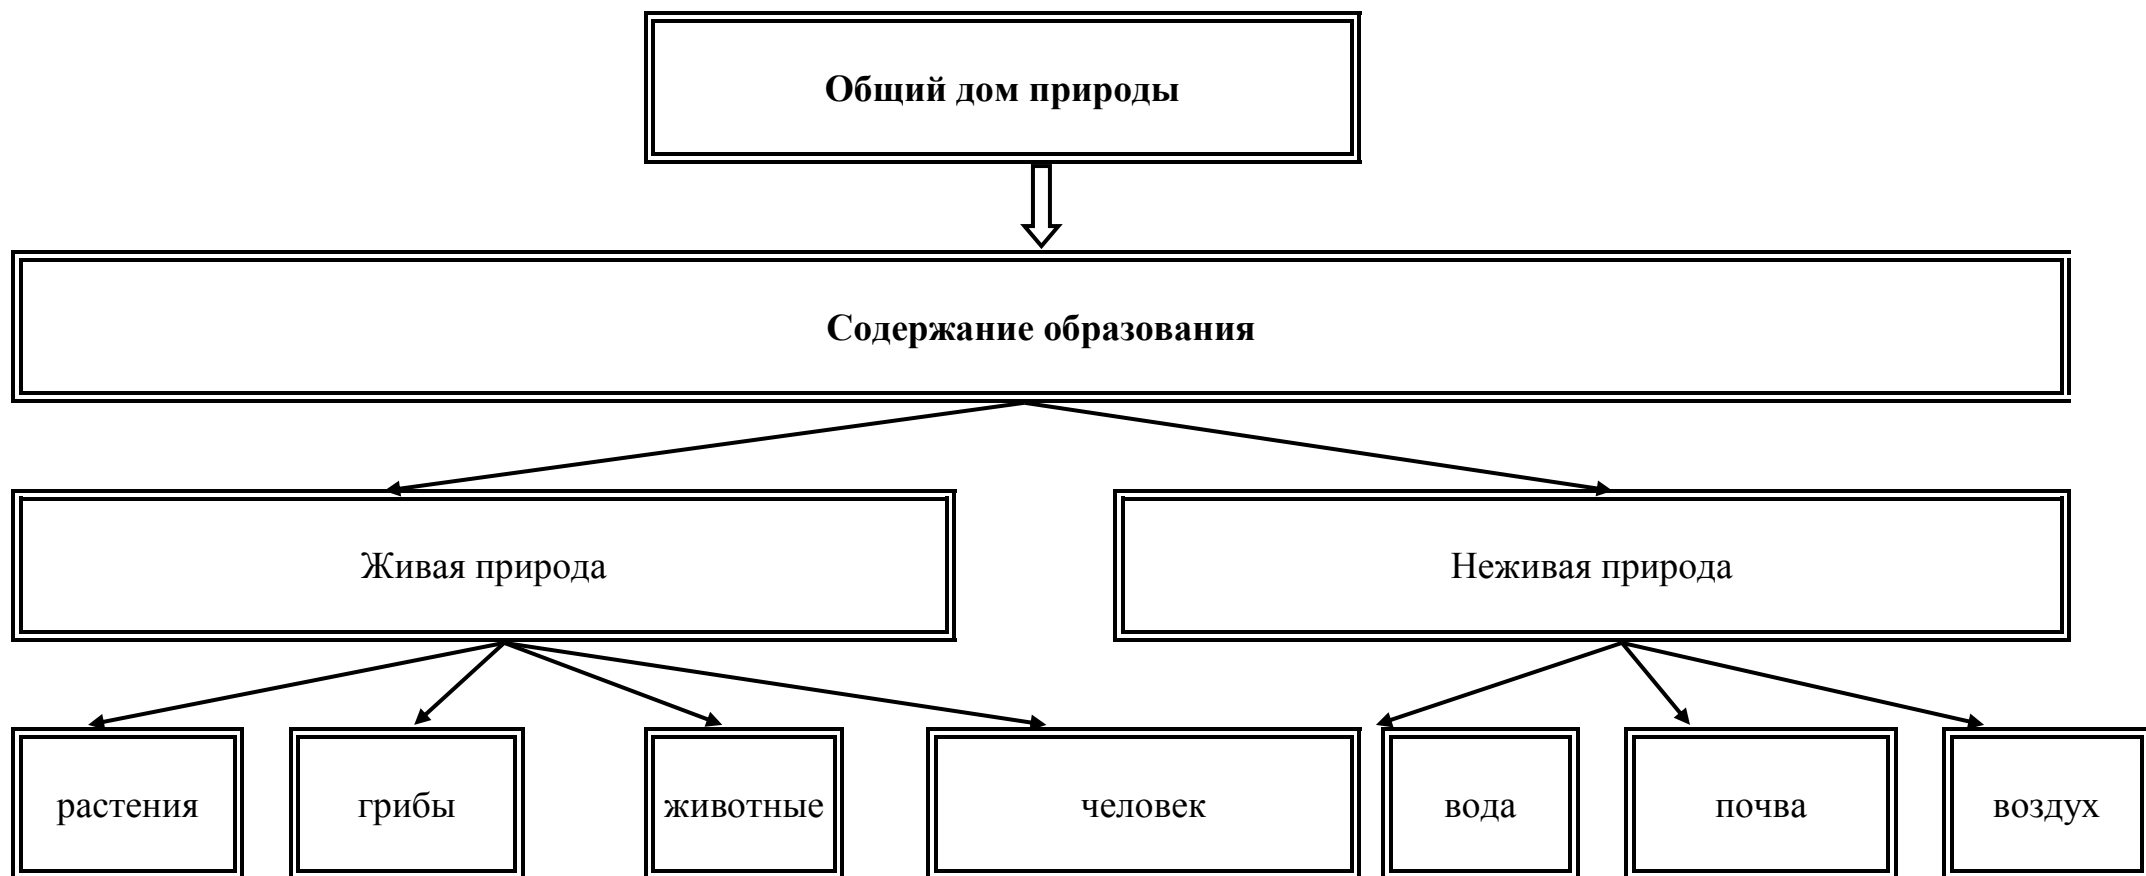 Общий дом природы
Содержание образования
Живая природа
Неживая природа
растения
грибы
животные
человек
вода
почва
воздух